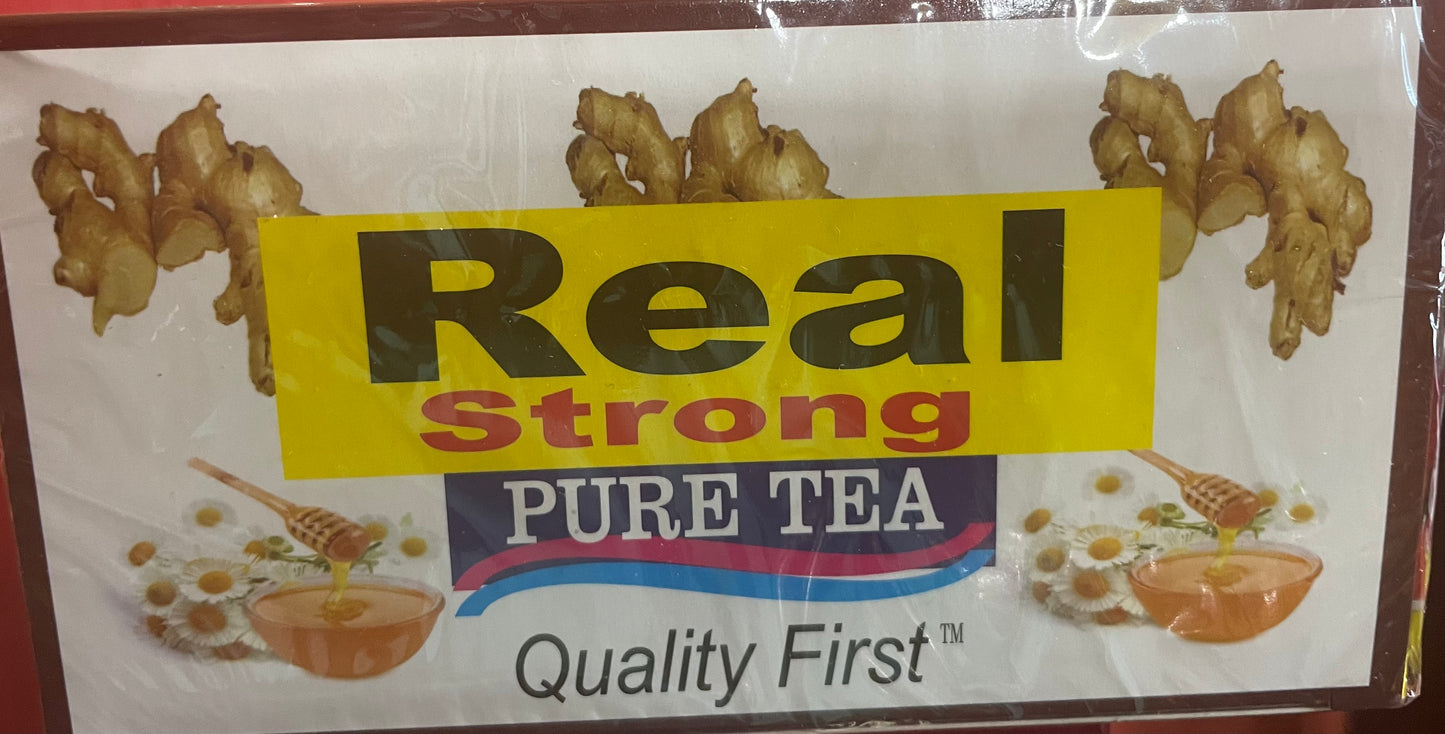 Real
Strong
PURE TEA
Quality First™